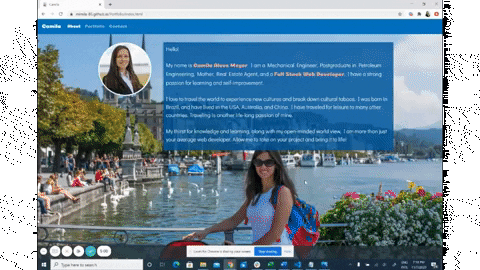 Camila
Camila About Portfolio Contact
Hello!
My name is Camila Alves Meyer. I am a Mechanical Engineer, Postgraduate in Petroleum
Engineering, Mother, Real Estate Agent, and a Full Stack Web Developer. I have a strong
passion for learning and self-improvement.
I love to travel the world to experience new cultures and break down cultural taboos. I was born in
Brazil, and have lived in the USA, Australia, and China. I have traveled for leisure to many other
countries. Traveling is another life-long passion of mine.
My thirst for knowledge and learning, along with my open-minded world view, I am more than just
your average web developer. Allow me to take on your project and bring it to life!
Stop sharing
Hide
Type here to search